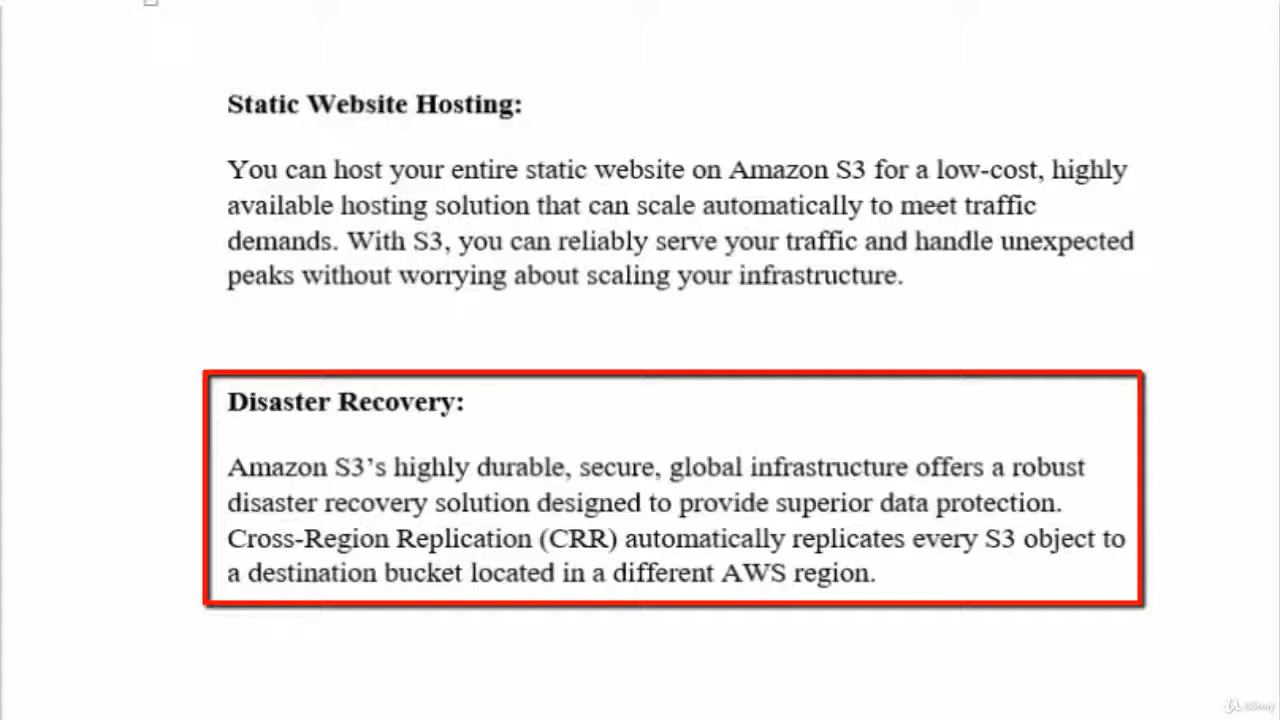 Static Website Hosting:
You can host your entire static website on Amazon S3 for a low-cost, highly
available hosting solution that can scale automatically to meet traffic
demands. With S3, you can reliably serve your traffic and handle unexpected
peaks without worrying about scaling your infrastructure.
Disaster Recovery:
Amazon S3’s highly durable, secure, global infrastructure offers a robust
disaster recovery solution designed to provide superior data protection.
Cross-Region Replication (CRR) automatically replicates every S3 object to
a destination bucket located in a different AWS region.